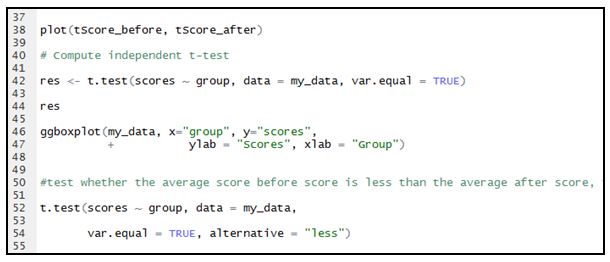 37
38 plot(tScore_before, tScore_after)
39
40 # Compute independent t-test
41
42 res <- t.test(scores ~ group, data = my_data, var.equal = TRUE)
43
44 res
45
46 ggboxplot(my_data, x="group", y="scores",
47 + ylab = "Scores", xlab = "Group")
48
49
50 #test whether the average score before score is less than the average after score,
51
52 t.test(scores ~ group, data = my_data,
53
54 var.equal = TRUE, alternative = "less")
55